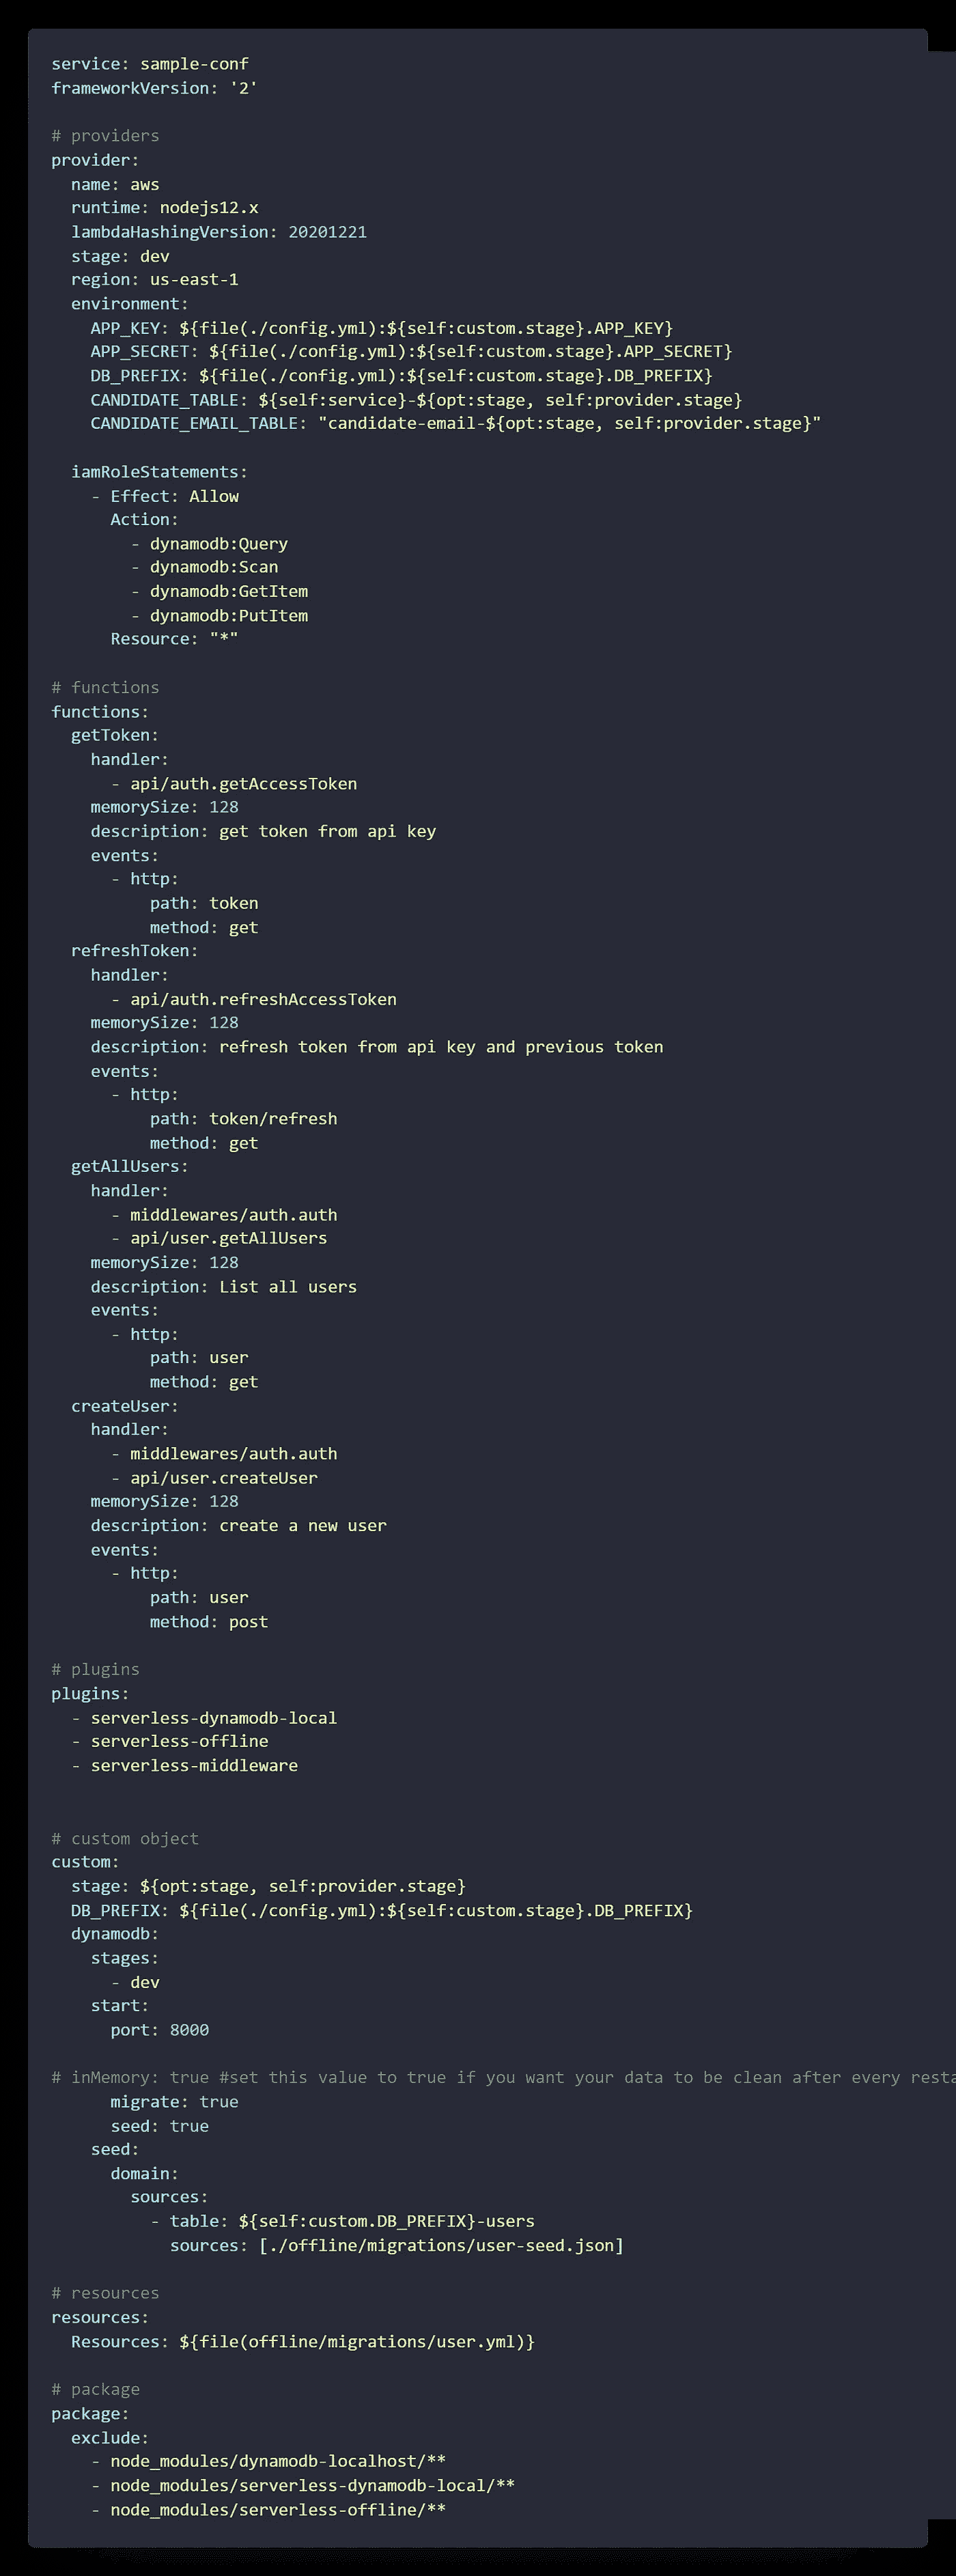 service: sample-conf
frameworkVersion: '2'

# providers
provider:
  name: aws
  runtime: nodejs12.x
  lambdaHashingVersion: 20201221
  stage: dev
  region: us-east-1
  environment:
    APP_KEY: ${file(./config.yml):${self:custom.stage}.APP_KEY}
    APP_SECRET: ${file(./config.yml):${self:custom.stage}.APP_SECRET}
    DB_PREFIX: ${file(./config.yml):${self:custom.stage}.DB_PREFIX}
    CANDIDATE_TABLE: ${self:service}-${opt:stage, self:provider.stage}
    CANDIDATE_EMAIL_TABLE: "candidate-email-${opt:stage, self:provider.stage}"

  iamRoleStatements:
    - Effect: Allow
      Action:
        - dynamodb:Query
        - dynamodb:Scan
        - dynamodb:GetItem
        - dynamodb:PutItem
      Resource: "*"

# functions
functions:
  getToken:
    handler:
      - api/auth.getAccessToken
    memorySize: 128
    description: get token from api key
    events:
      - http:
          path: token
          method: get
  refreshToken:
    handler:
      - api/auth.refreshAccessToken
    memorySize: 128
    description: refresh token from api key and previous token
    events:
      - http:
          path: token/refresh
          method: get
  getAllUsers:
    handler:
      - middlewares/auth.auth
      - api/user.getAllUsers
    memorySize: 128
    description: List all users
    events:
      - http:
          path: user
          method: get
  createUser:
    handler:
      - middlewares/auth.auth
      - api/user.createUser
    memorySize: 128
    description: create a new user
    events:
      - http:
          path: user
          method: post

# plugins
plugins:
  - serverless-dynamodb-local
  - serverless-offline
  - serverless-middleware

# custom object
custom:
  stage: ${opt:stage, self:provider.stage}
  DB_PREFIX: ${file(./config.yml):${self:custom.stage}.DB_PREFIX}
  dynamodb:
    stages:
      - dev
    start:
      port: 8000

# inMemory: true #set this value to true if you want your data to be clean after every
      migrate: true
      seed: true
    seed:
      domain:
        sources:
          - table: ${self:custom.DB_PREFIX}-users
            sources: [./offline/migrations/user-seed.json]

# resources
resources:
  Resources: ${file(offline/migrations/user.yml)}

# package
package:
  exclude:
    - node_modules/dynamodb-localhost/**
    - node_modules/serverless-dynamodb-local/**
    - node_modules/serverless-offline/**